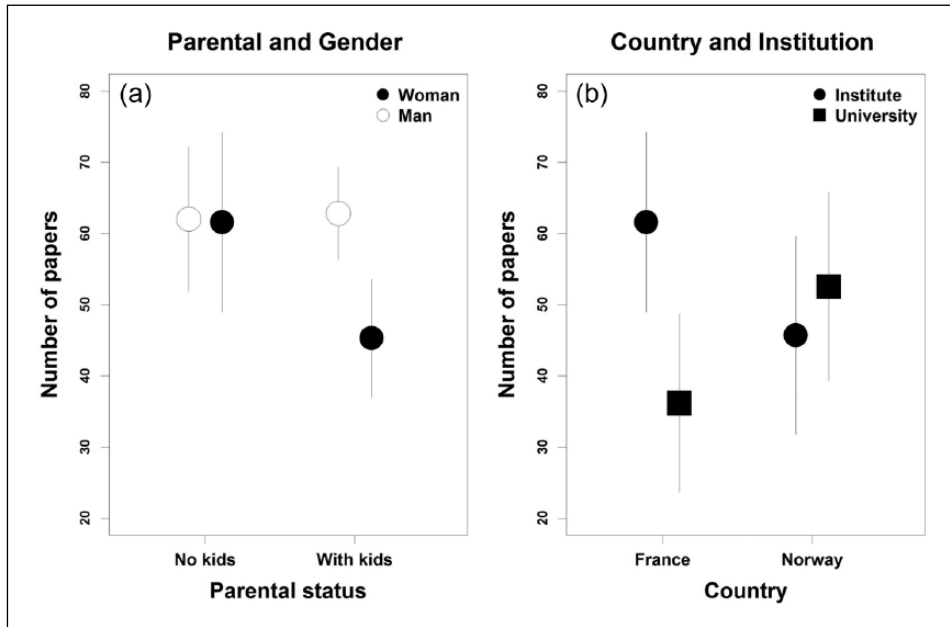 Parental and Gender
(a)
Woman
Man
80
70
60
50
40
30
20
Number of papers
No kids With kids
Parental status
Country and Institution
(b)
Institute
University
80
70
60
50
40
30
20
Number of papers
France Norway
Country